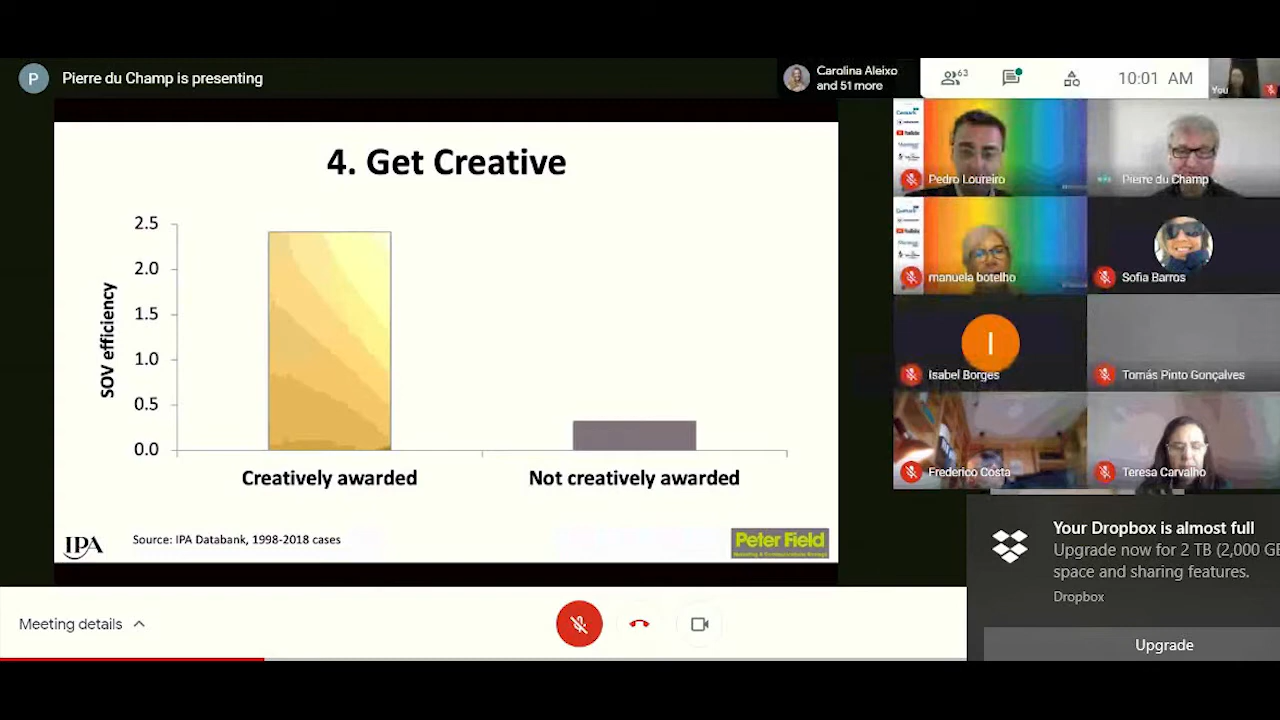 P
Pierre du Champ is presenting
Carolina Aleixo
and 51 more
63
10:01 AM
You
4. Get Creative
SOV efficiency
2.5
2.0
1.5
1.0
0.5
0.0
Creatively awarded
Not creatively awarded
IPA
Source: IPA Databank, 1998-2018 cases
Peter Field
Pedro Loureiro
Pierre du Champ
YouTube
manuela botelho
Sofia Barros
I
Isabel Borges
Tomás Pinto Gonçalves
Frederico Costa
Teresa Carvalho
Your Dropbox is almost full
Upgrade now for 2 TB (2,000 GB
space and sharing features.
Dropbox
Upgrade
Meeting details